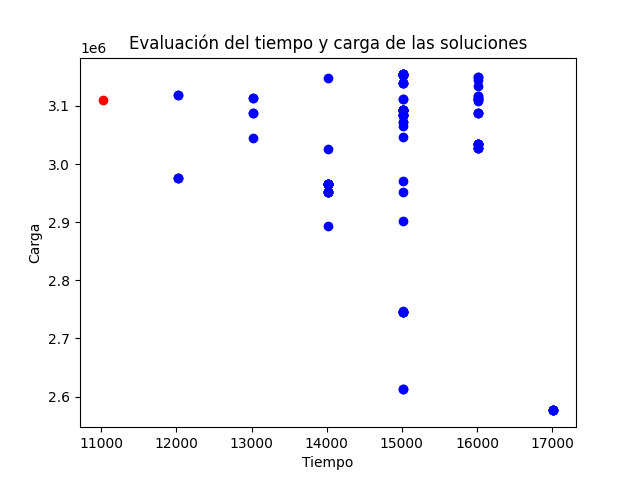 Evaluación del tiempo y carga de las soluciones
1e6
3.1
3.0
2.9
2.8
2.7
2.6
Carga
11000 12000 13000 14000 15000 16000 17000
Tiempo